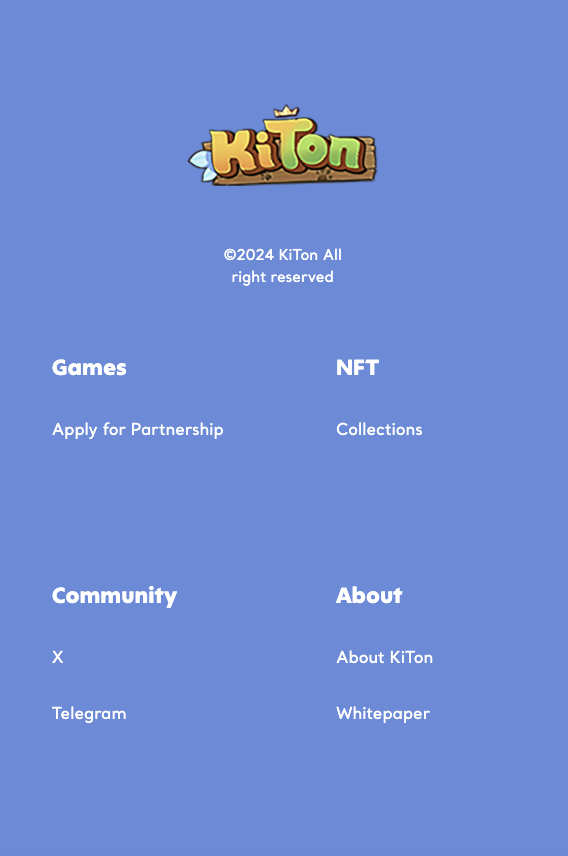 KiTon
©2024 KiTon All
right reserved
Games
Apply for Partnership
NFT
Collections
Community
X
Telegram
About
About KiTon
Whitepaper